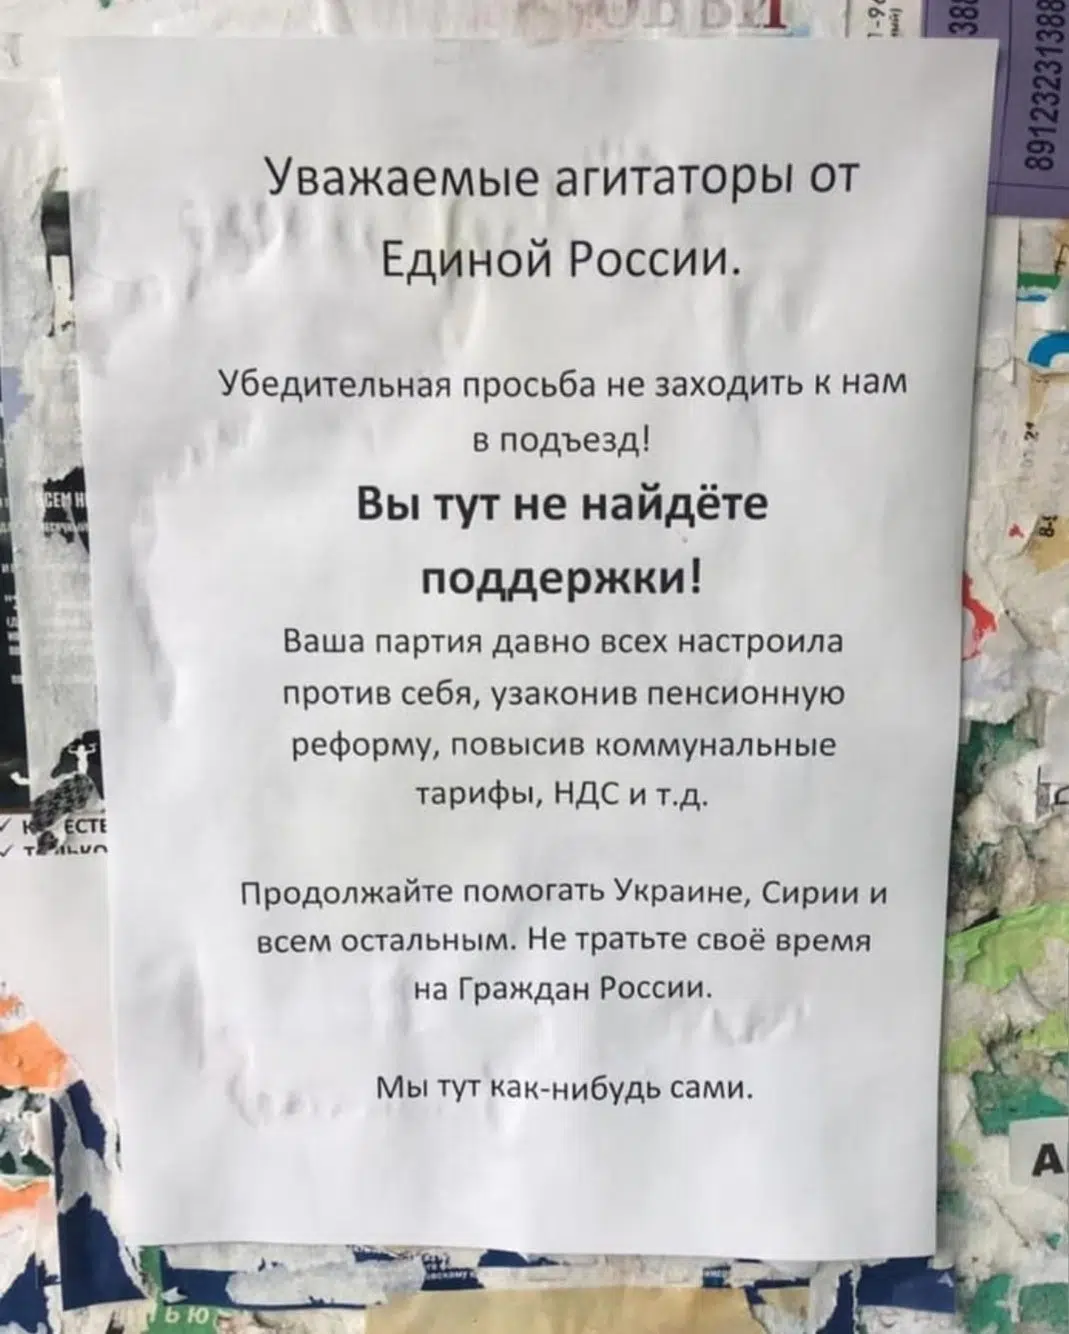 Уважаемые агитаторы от
Единой России.
Убедительная просьба не заходить к нам
в подъезд!
Вы тут не найдёте
поддержки!
Ваша партия давно всех настроила
против себя, узаконив пенсионную
реформу, повысив коммунальные
тарифы, НДС и т.д.
Продолжайте помогать Украине, Сирии и
всем остальным. Не тратьте своё время
на Граждан России.
Мы тут как-нибудь сами.
89123231388